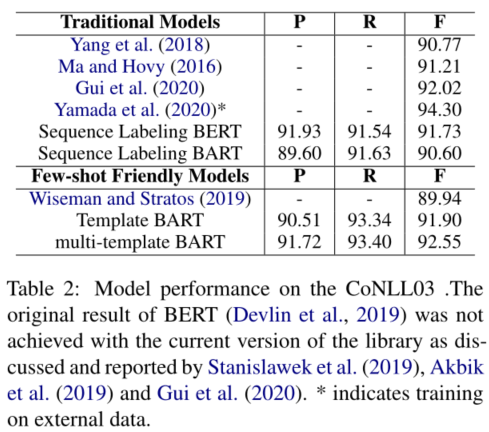 Traditional Models P R F
Yang et al. (2018) - - 90.77
Ma and Hovy (2016) - - 91.21
Gui et al. (2020) - - 92.02
Yamada et al. (2020)* - - 94.30
Sequence Labeling BERT 91.93 91.54 91.73
Sequence Labeling BART 89.60 91.63 90.60
Few-shot Friendly Models P R F
Wiseman and Stratos (2019) - - 89.94
Template BART 90.51 93.34 91.90
multi-template BART 91.72 93.40 92.55
Table 2: Model performance on the CoNLL03 .The
original result of BERT (Devlin et al., 2019) was not
achieved with the current version of the library as dis-
cussed and reported by Stanislawek et al. (2019), Akbik
et al. (2019) and Gui et al. (2020). * indicates training
on external data.